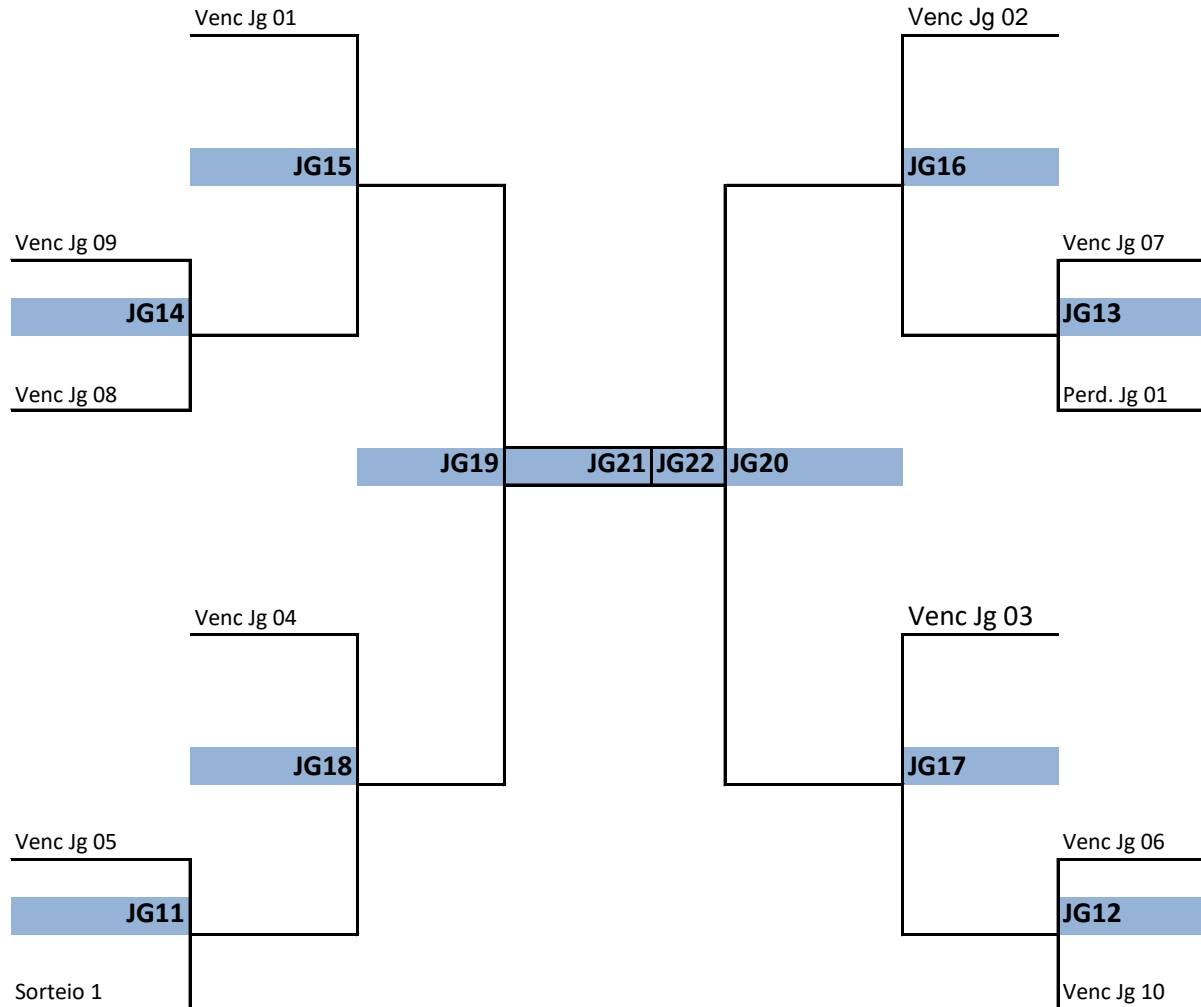 Venc Jg 01
Venc Jg 02
JG15
JG16
Venc Jg 09
Venc Jg 07
JG14
JG13
Venc Jg 08
Perd. Jg 01
JG19
JG21
JG22
JG20
Venc Jg 04
Venc Jg 03
JG18
JG17
Venc Jg 05
Venc Jg 06
JG11
JG12
Sorteio 1
Venc Jg 10